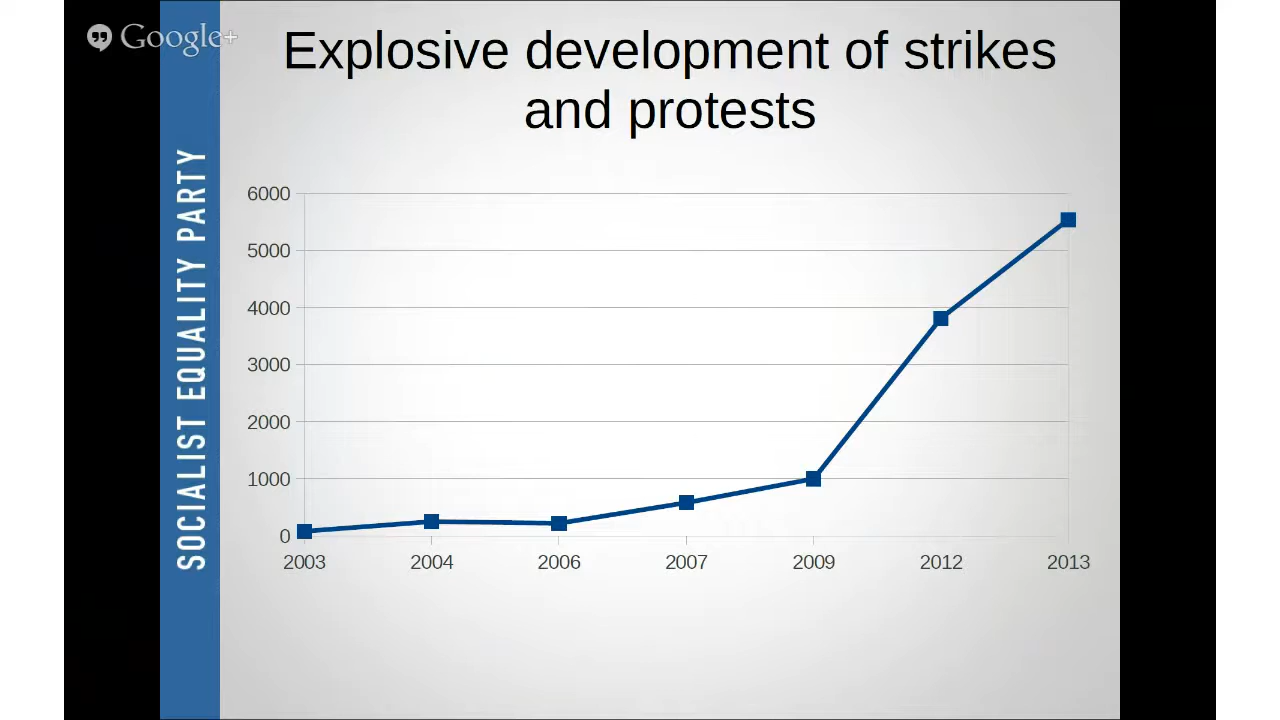 Google+
Explosive development of strikes
and protests
SOCIALIST EQUALITY PARTY
6000
5000
4000
3000
2000
1000
0
2003 2004 2006 2007 2009 2012 2013